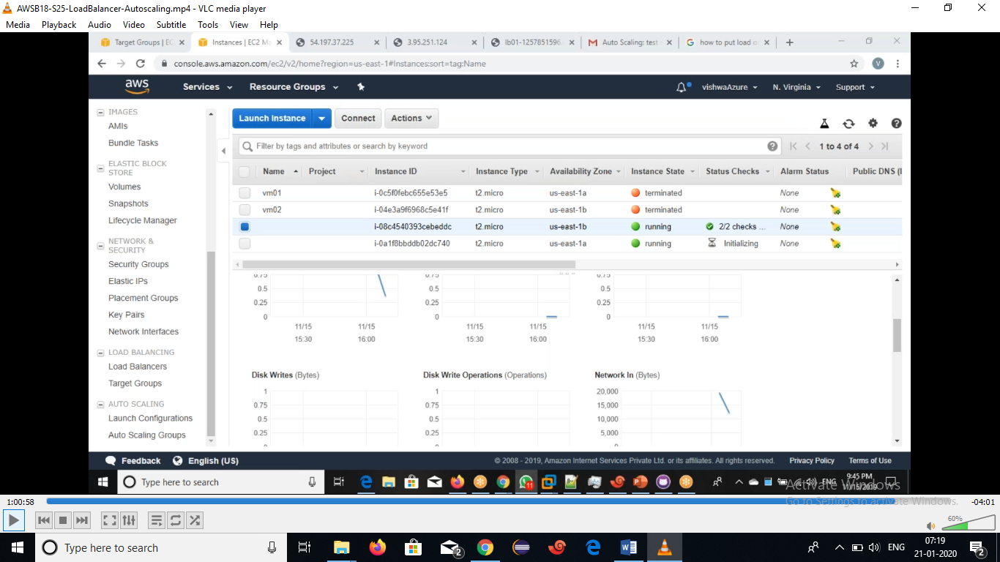 AWSB18-S25-LoadBalancer-Autoscaling.mp4 - VLC media player
Media Playback Audio Video Subtitle Tools View Help
Target Groups | EC Instances | EC2 Ma 54.197.37.225 3.95.251.124 lb01-1257851596. Auto Scaling: test how to put load o
console.aws.amazon.com/ec2/v2/home?region=us-east-1#Instances:sort=tag:Name V
aws Services Resource Groups vishwaAzure N. Virginia Support
IMAGES
AMIs
Bundle Tasks
ELASTIC BLOCK
STORE
Volumes
Snapshots
Lifecycle Manager
NETWORK &
SECURITY
Security Groups
Elastic IPs
Placement Groups
Key Pairs
Network Interfaces
LOAD BALANCING
Load Balancers
Target Groups
AUTO SCALING
Launch Configurations
Auto Scaling Groups
Launch Instance Connect Actions
Filter by tags and attributes or search by keyword 1 to 4 of 4
Name Project Instance ID Instance Type Availability Zone Instance State Status Checks Alarm Status Public DNS (I
vm01 i-0c5f0febc655e53e5 t2.micro us-east-1a terminated None
vm02 i-04e3a9f6968c5e41f t2.micro us-east-1b terminated None
i-08c4540393cebeddc t2.micro us-east-1b running 2/2 checks ... None
i-0a1f8bbddb02dc740 t2.micro us-east-1a running Initializing None
0.75 0.75 0.75
0.5 0.5 0.5
0.25 0.25 0.25
0 0 0
11/15 11/15 11/15 11/15 11/15 11/15
15:30 16:00 15:30 16:00 15:30 16:00
Disk Writes (Bytes) Disk Write Operations (Operations) Network In (Bytes)
1 1 20,000
0.75 0.75 15,000
0.5 0.5 10,000
0.25 0.25 5,000
Feedback English (US) © 2008 - 2019, Amazon Internet Services Private Ltd. or its affiliates. All rights reserved. Privacy Policy Terms of Use
Type here to search 11 ENG 9:45 PM
11/15/2019
Activate Windows
Go to Settings to activate Windows.
1:00:58 -04:01
60%
Type here to search 2 ENG 07:19
21-01-2020 2